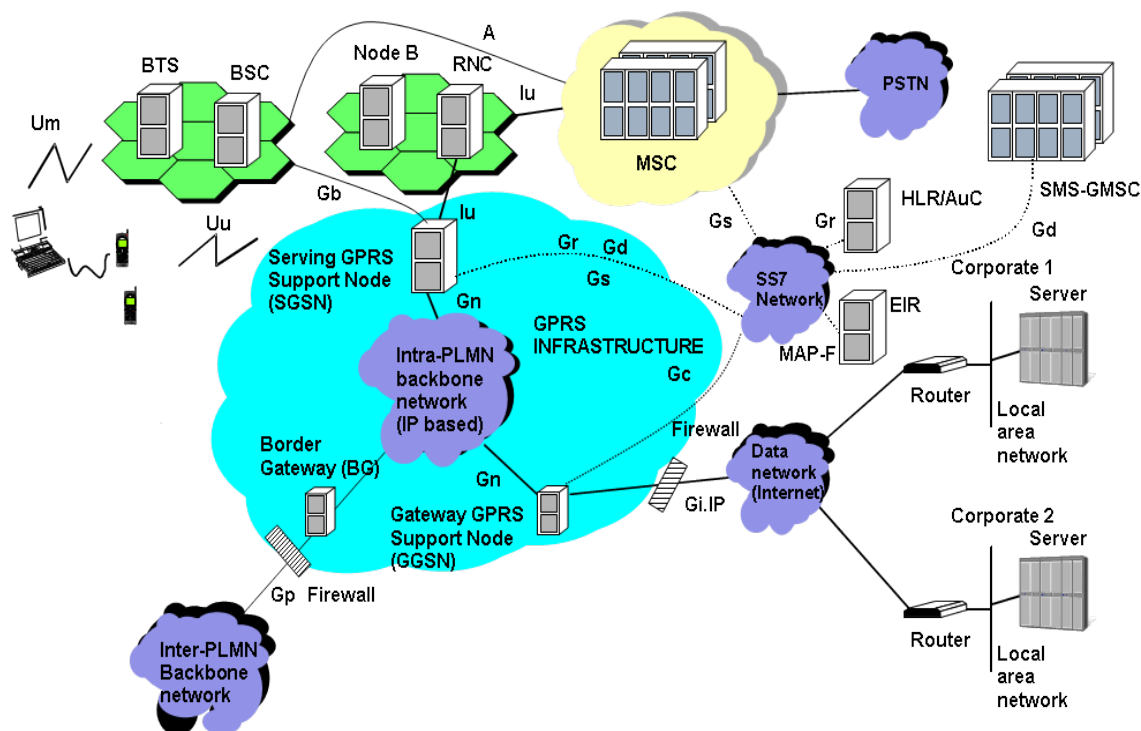 A
Node B
BTS
BSC
RNC
Iu
PSTN
Um
MSC
SMS-GMSC
Gb
HLR/AuC
Uu
Iu
Gs
Gr
Gd
Serving GPRS
Support Node
(SGSN)
Gr
Gd
Gs
SS7
Network
Corporate 1
Server
Gn
EIR
GPRS
INFRASTRUCTURE
MAP-F
Intra-PLMN
backbone
network
(IP based)
Gc
Router
Local
area
network
Firewall
Border
Gateway (BG)
Data
network
(Internet)
Gn
Gi.IP
Gateway GPRS
Support Node
(GGSN)
Corporate 2
Server
Gp
Firewall
Router
Inter-PLMN
Backbone
network
Local
area
network